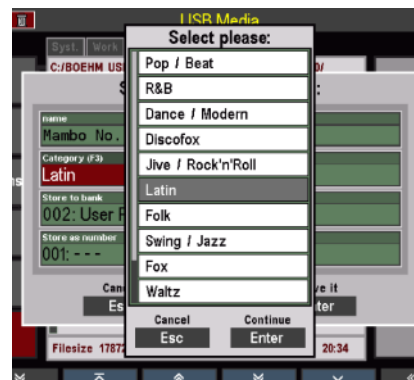 USB Media
Syst. Work
Select please:
C:/BOEHM US
0/
Pop / Beat
R&B
Dance / Modern
Discofox
Jive / Rock'n'Roll
Latin
Folk
Swing / Jazz
Fox
Waltz
name
Mambo No.
Category (F3)
Latin
Store to bank
002: User
Store as number
001: - - -
Cancel
Continue
Esc
Enter
Filesize 1787
20:34